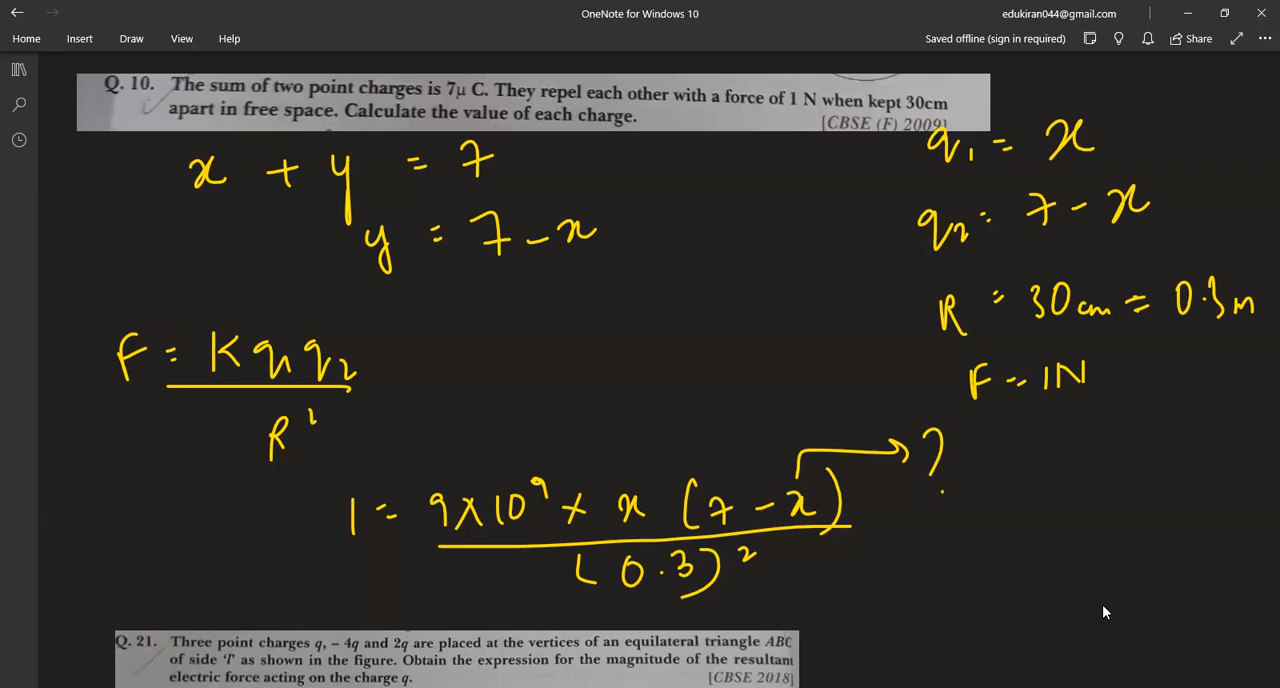 OneNote for Windows 10
edukiran044@gmail.com
Home Insert Draw View Help
Saved offline (sign in required) Share
Q. 10. The sum of two point charges is 7μ C. They repel each other with a force of 1 N when kept 30cm
apart in free space. Calculate the value of each charge.
[CBSE (F) 2009]
x + y = 7
y = 7 - x
q₁ = x
q₂ = 7 - x
R = 30 cm = 0.3 m
F = 1N
F = K q₁ q₂
R²
?
1 = 9 × 10⁹ × x (7 - x)
(0.3)²
Q. 21. Three point charges q, – 4q and 2q are placed at the vertices of an equilateral triangle ABC
of side 'l' as shown in the figure. Obtain the expression for the magnitude of the resultant
electric force acting on the charge q.
[CBSE 2018]